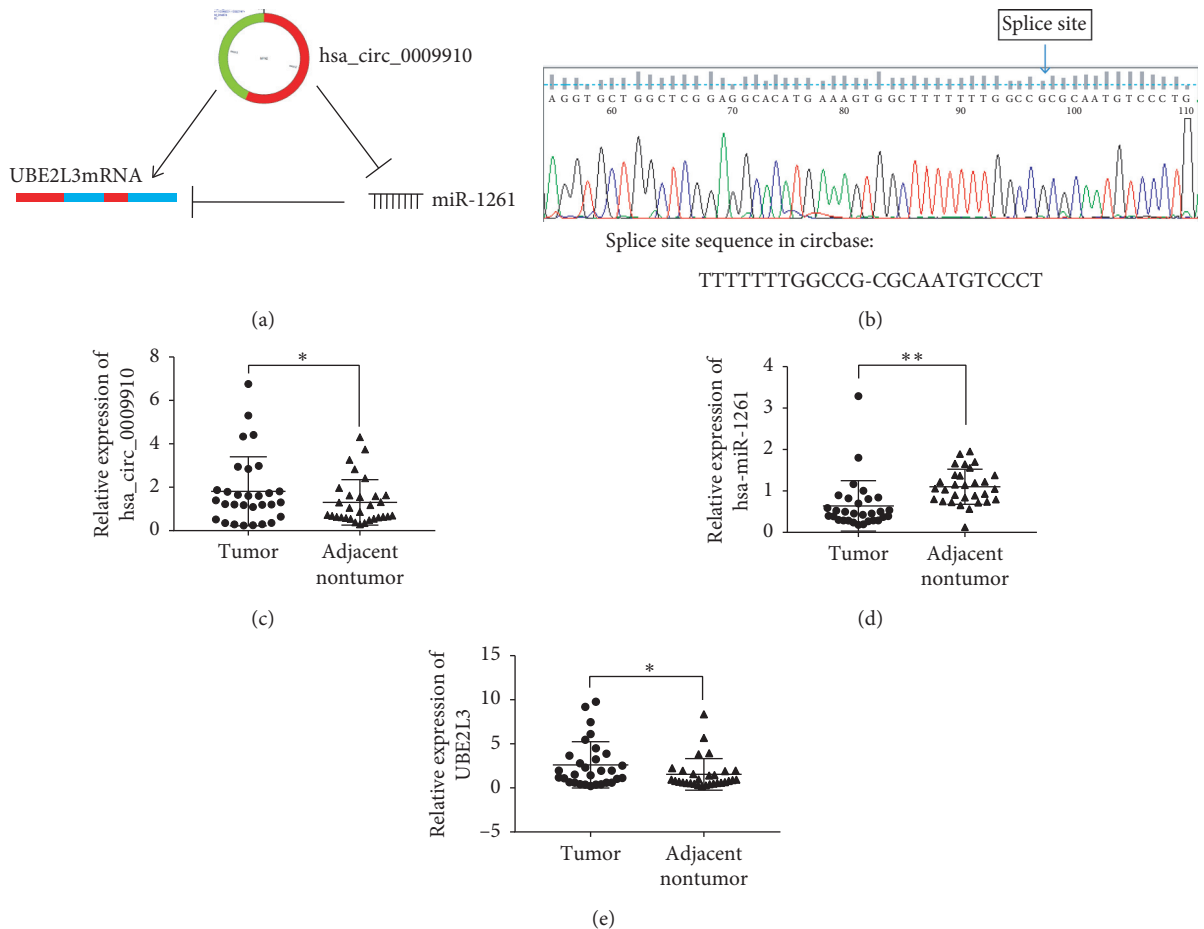 hsa_circ_0009910
UBE2L3mRNA
miR-1261
(a)
Splice site
AGGTGCTGGCTCGGAGGCACATGAAAGTGGCTTTTTTTGGCCGCGCAATGTCCCTG
60 70 80 90 100 110
Splice site sequence in circbase:
TTTTTTTGGCCG-CGCAATGTCCCT
(b)
Relative expression of
hsa_circ_0009910
8
6
4
2
0
*
Tumor
Adjacent
nontumor
(c)
Relative expression of
hsa-miR-1261
4
3
2
1
0
**
Tumor
Adjacent
nontumor
(d)
Relative expression of
UBE2L3
15
10
5
0
−5
*
Tumor
Adjacent
nontumor
(e)